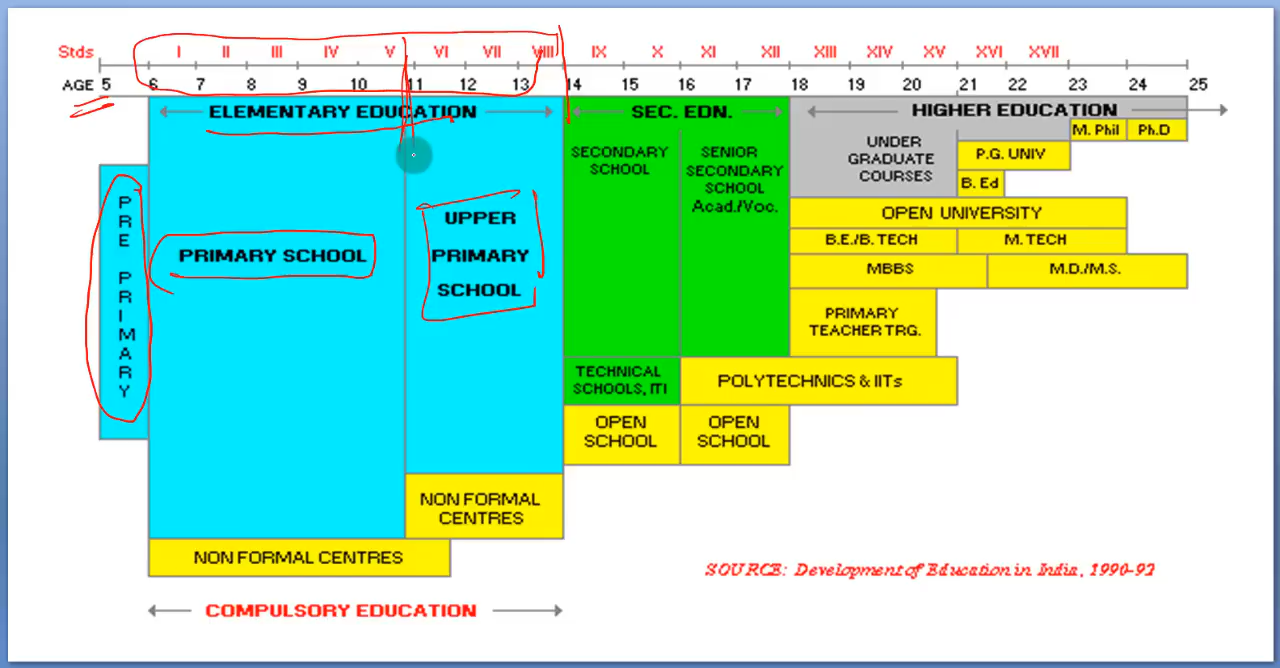 Stds I II III IV V VI VII VIII IX X XI XII XIII XIV XV XVI XVII
AGE 5 6 7 8 9 10 11 12 13 14 15 16 17 18 19 20 21 22 23 24 25
ELEMENTARY EDUCATION
SEC. EDN.
HIGHER EDUCATION
PRE PRIMARY
PRIMARY SCHOOL
UPPER
PRIMARY
SCHOOL
SECONDARY
SCHOOL
SENIOR
SECONDARY
SCHOOL
Acad./Voc.
UNDER
GRADUATE
COURSES
M. Phil
Ph.D
P.G. UNIV
B. Ed
OPEN UNIVERSITY
B.E./B. TECH
M. TECH
MBBS
M.D./M.S.
PRIMARY
TEACHER TRG.
TECHNICAL
SCHOOLS, ITI
POLYTECHNICS & IITs
OPEN
SCHOOL
OPEN
SCHOOL
NON FORMAL
CENTRES
NON FORMAL CENTRES
SOURCE: Development of Education in India, 1990-92
COMPULSORY EDUCATION